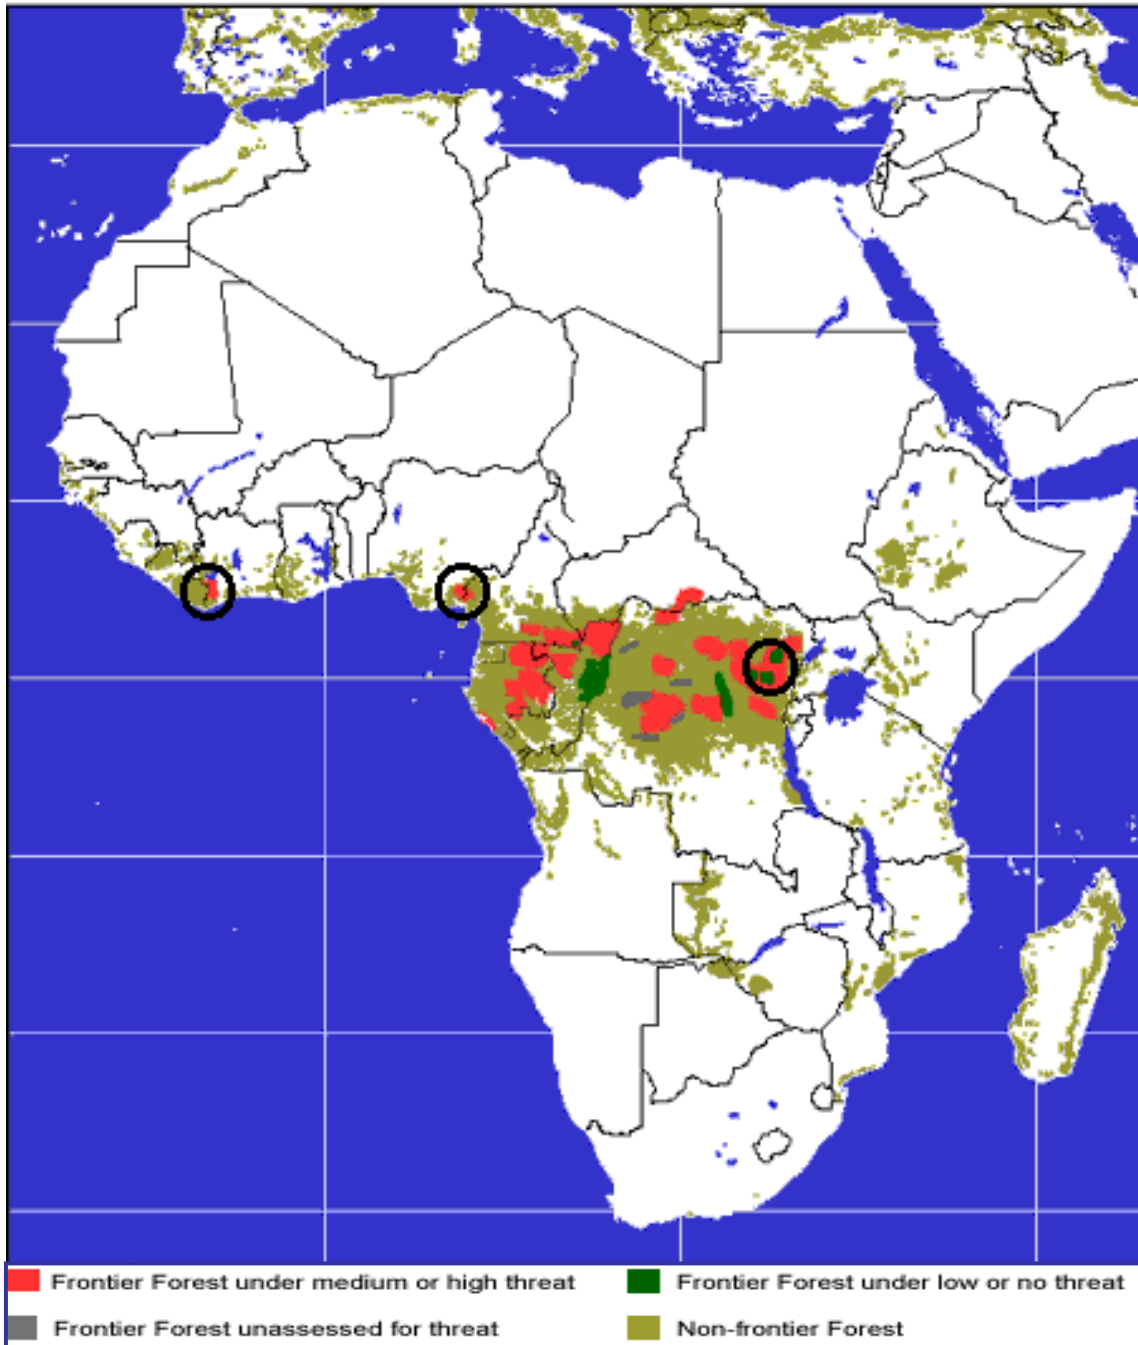 Frontier Forest under medium or high threat
Frontier Forest under low or no threat
Frontier Forest unassessed for threat
Non-frontier Forest